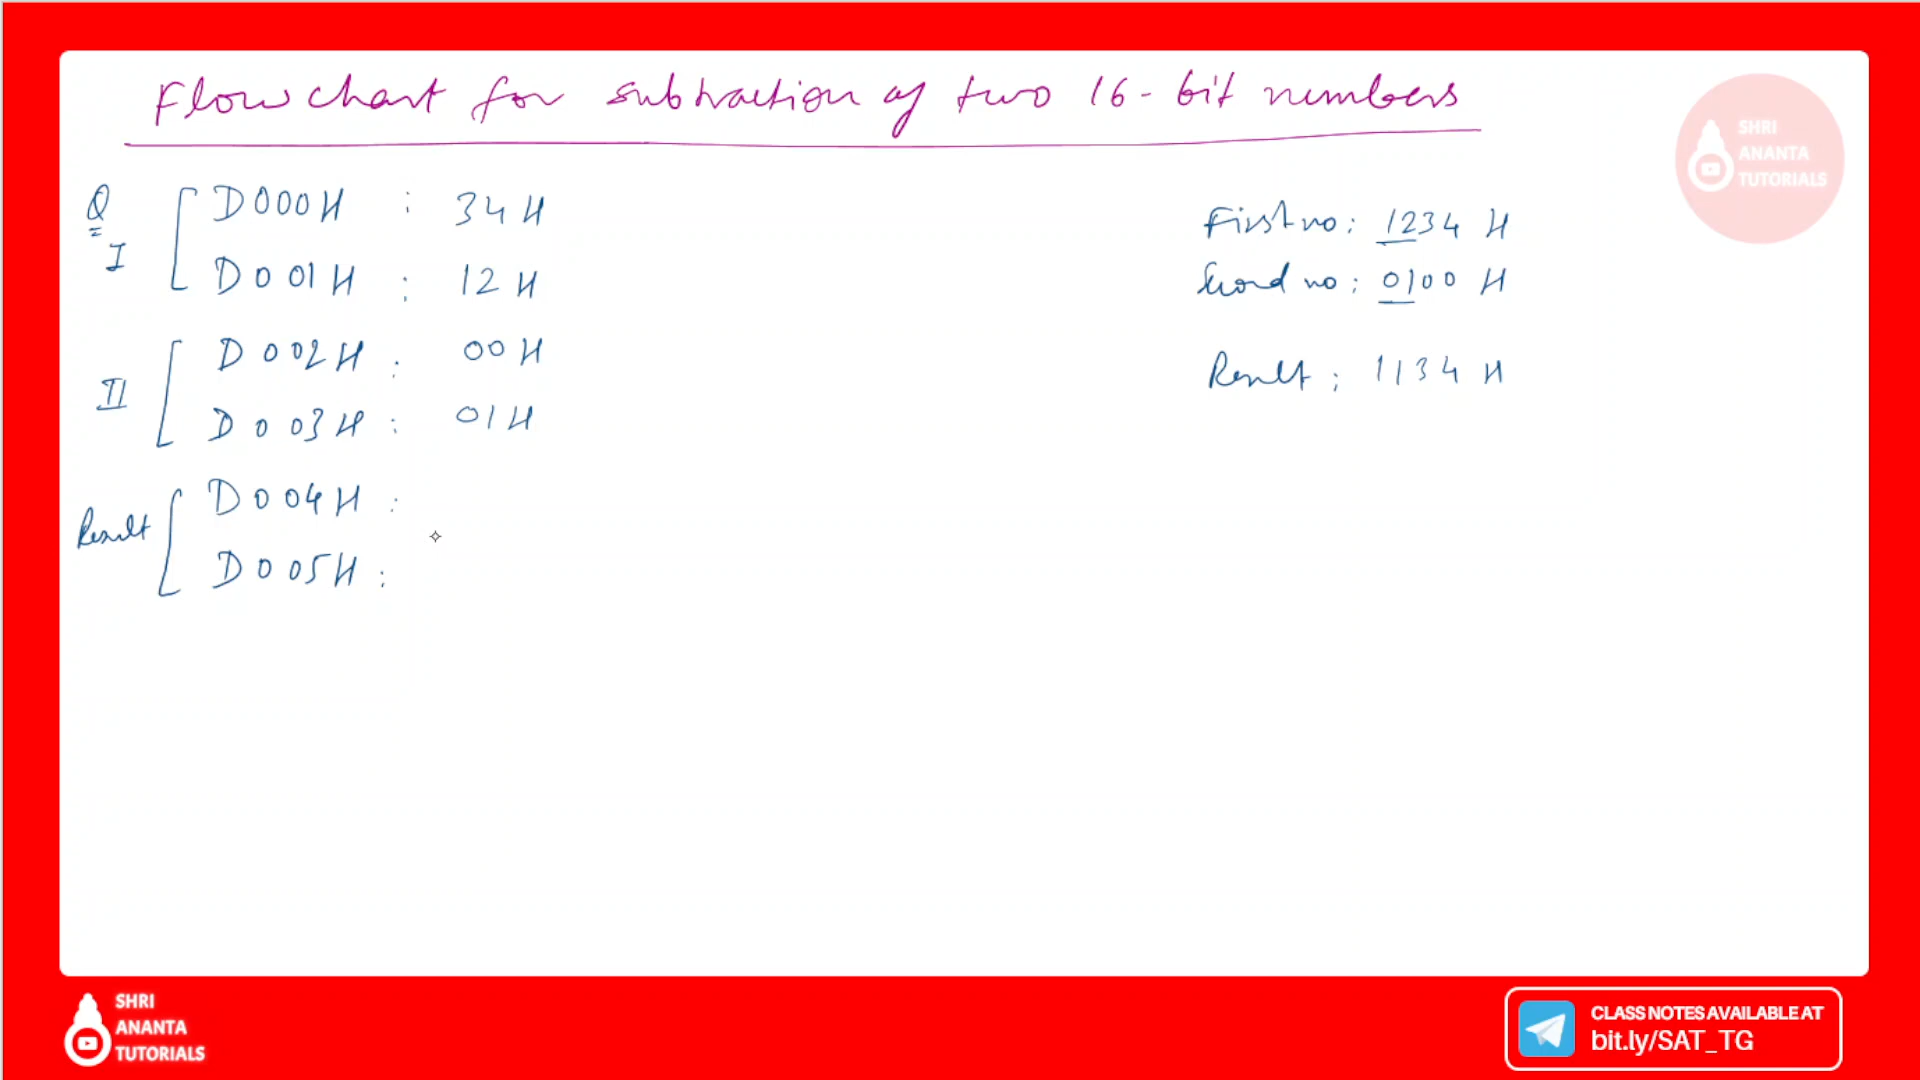 Flowchart for subtraction of two 16-bit numbers
Q
I
D000H : 34H
D001H : 12H
II
D002H : 00H
D003H : 01H
Result
D004H :
D005H :
First no : 1234 H
Second no : 0100 H
Result : 1134 H
SHRI
ANANTA
TUTORIALS
SHRI
ANANTA
TUTORIALS
CLASS NOTES AVAILABLE AT
bit.ly/SAT_TG